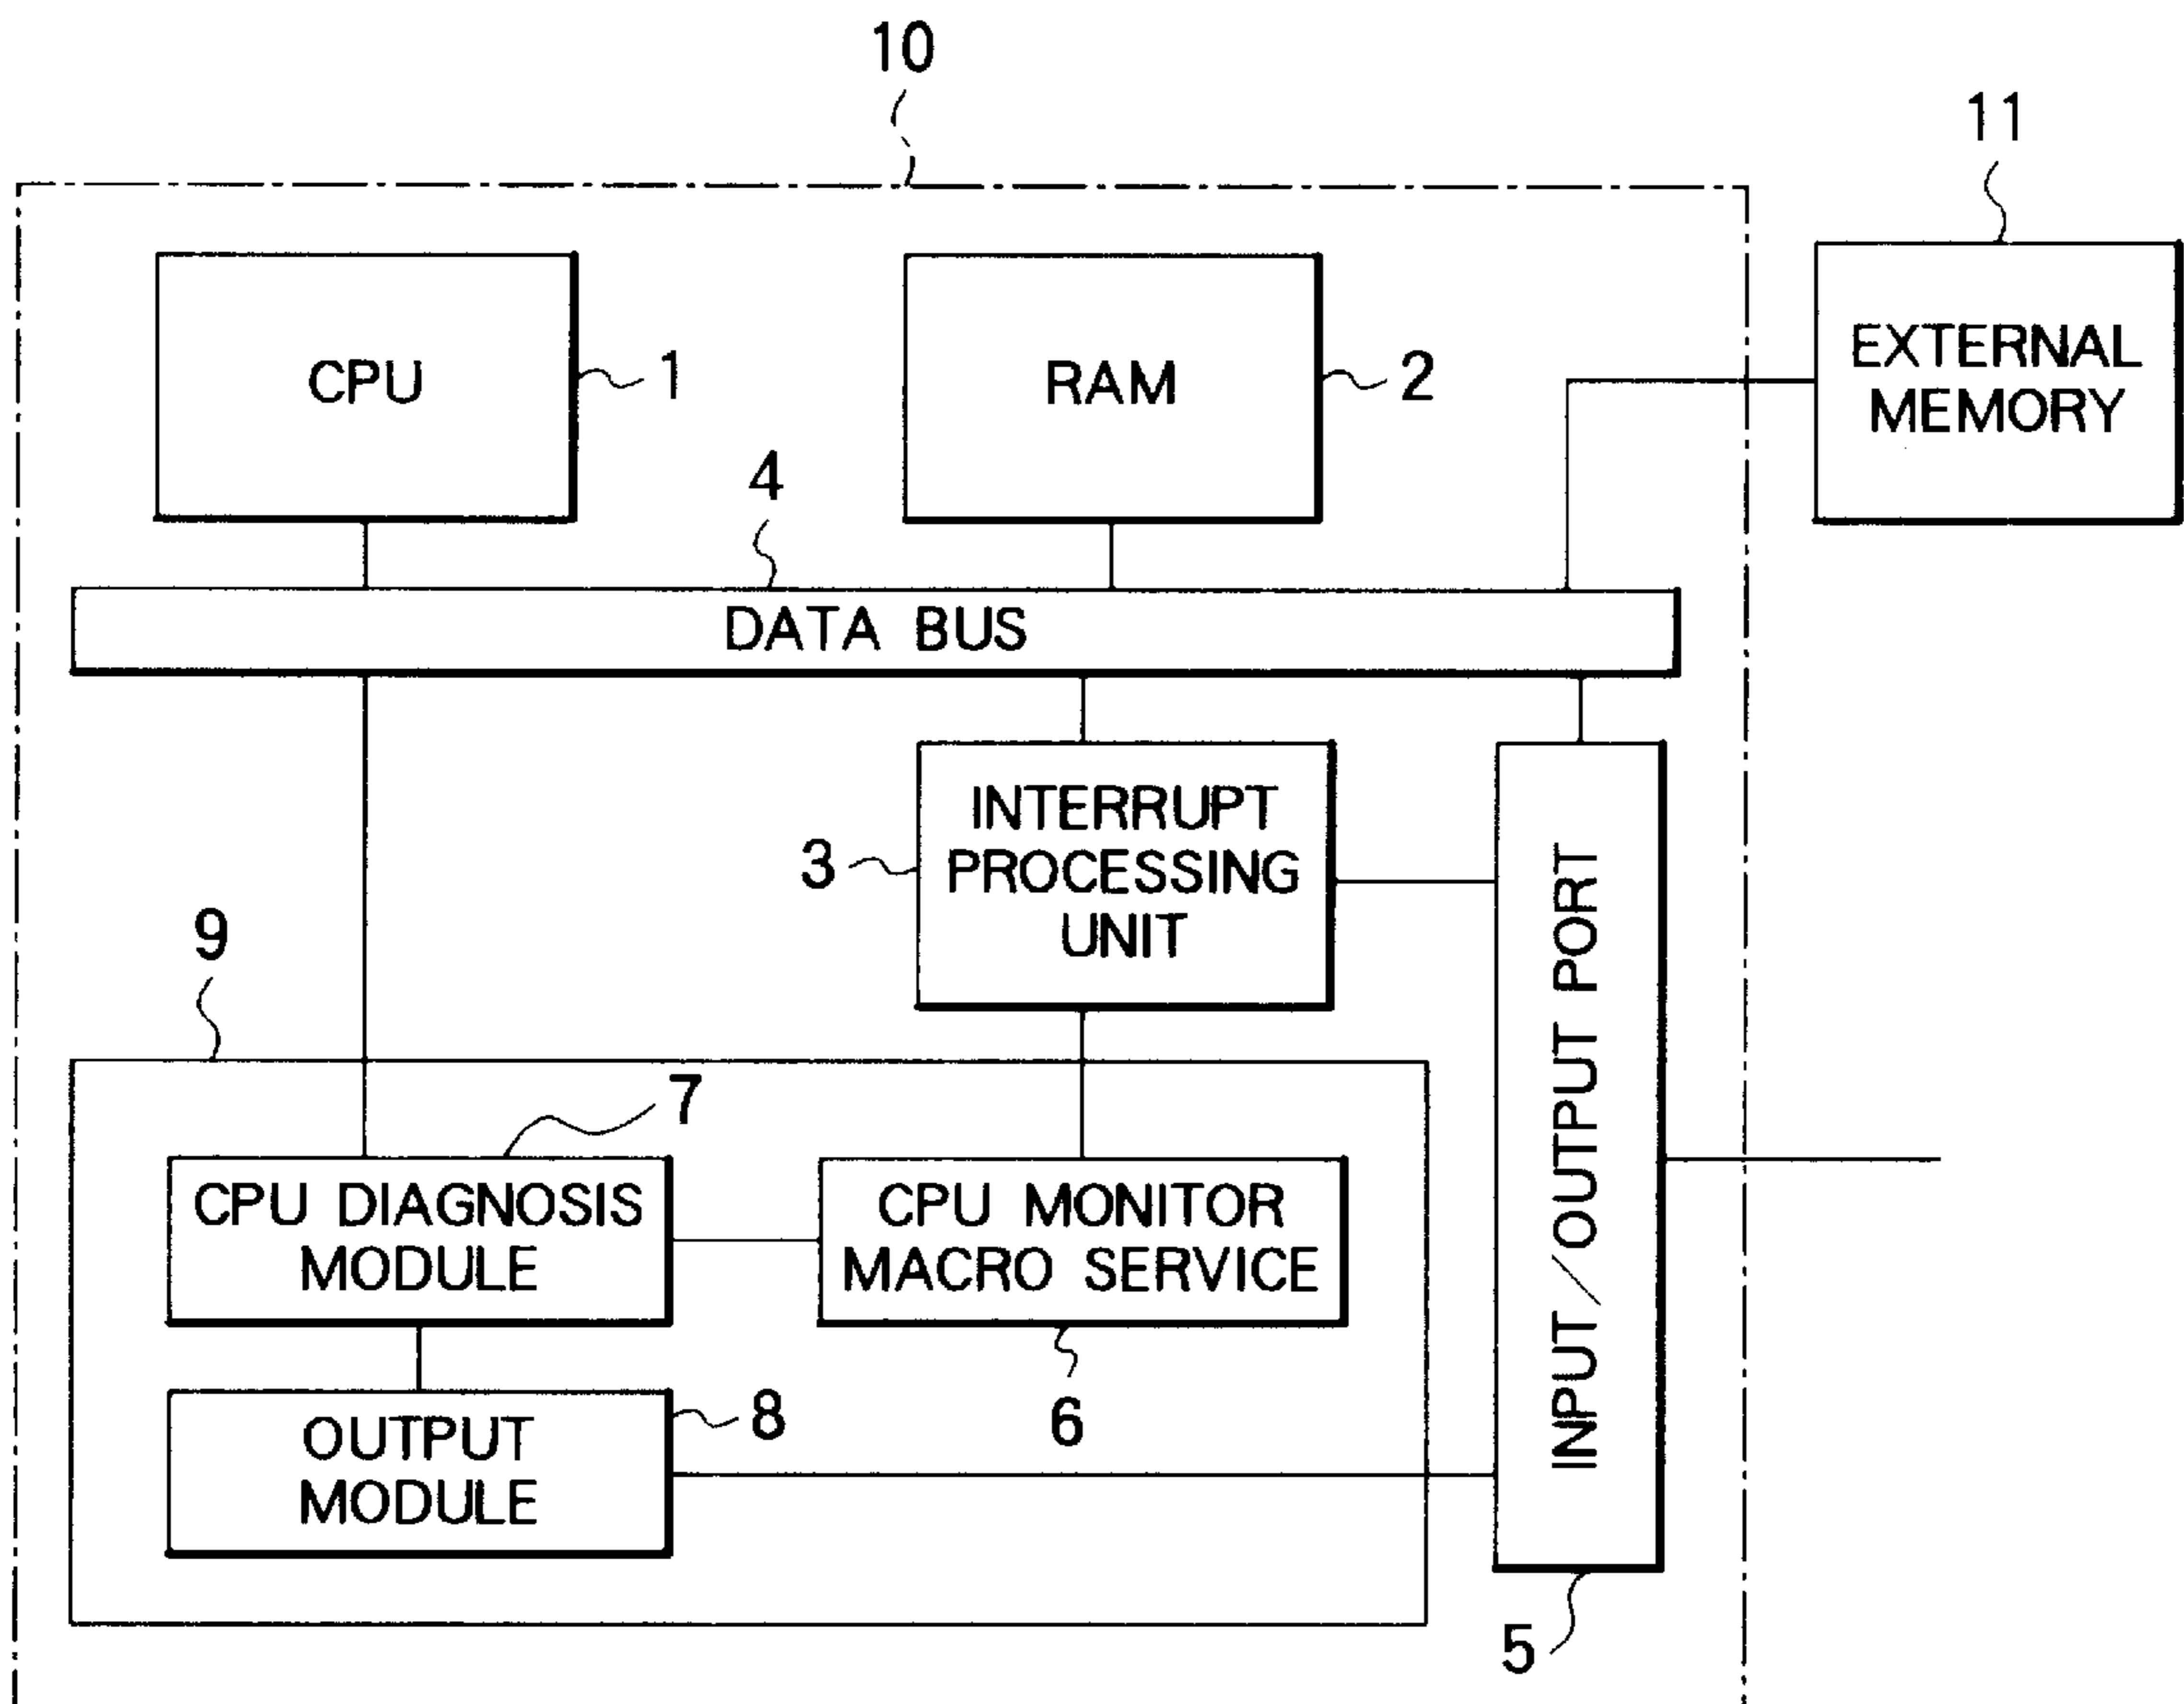 10
11
CPU
1
RAM
2
EXTERNAL
MEMORY
4
DATA BUS
INTERRUPT
PROCESSING
UNIT
3
9
7
CPU DIAGNOSIS
MODULE
CPU MONITOR
MACRO SERVICE
INPUT/OUTPUT PORT
OUTPUT
MODULE
8
6
5